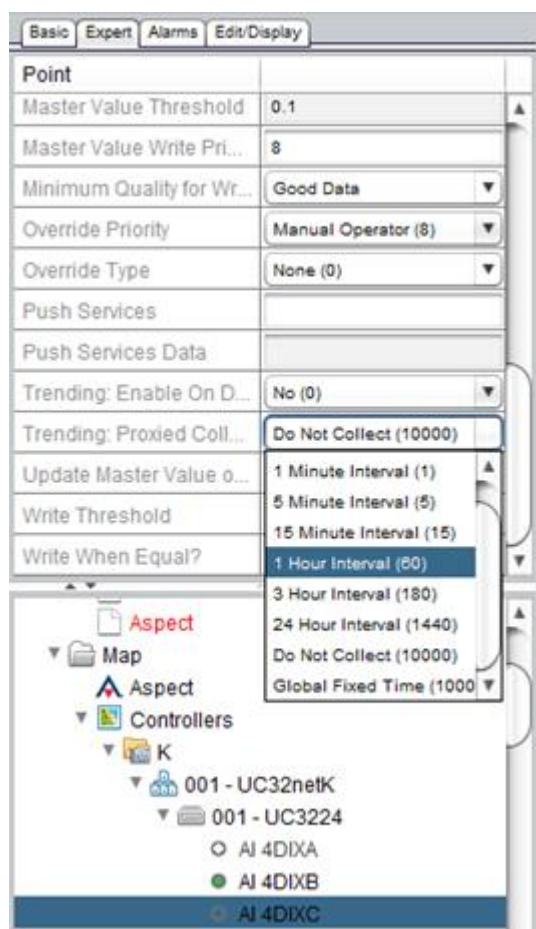 Basic Expert Alarms Edit/Display
Point
Master Value Threshold 0.1
Master Value Write Pri... 8
Minimum Quality for Wr... Good Data
Override Priority Manual Operator (8)
Override Type None (0)
Push Services
Push Services Data
Trending: Enable On D... No (0)
Trending: Proxied Coll... Do Not Collect (10000)
Update Master Value o...
1 Minute Interval (1)
5 Minute Interval (5)
Write Threshold
15 Minute Interval (15)
Write When Equal?
1 Hour Interval (60)
3 Hour Interval (180)
24 Hour Interval (1440)
Do Not Collect (10000)
Global Fixed Time (1000
Aspect
Map
Aspect
Controllers
K
001 - UC32netK
001 - UC3224
AI 4DIXA
AI 4DIXB
AI 4DIXC